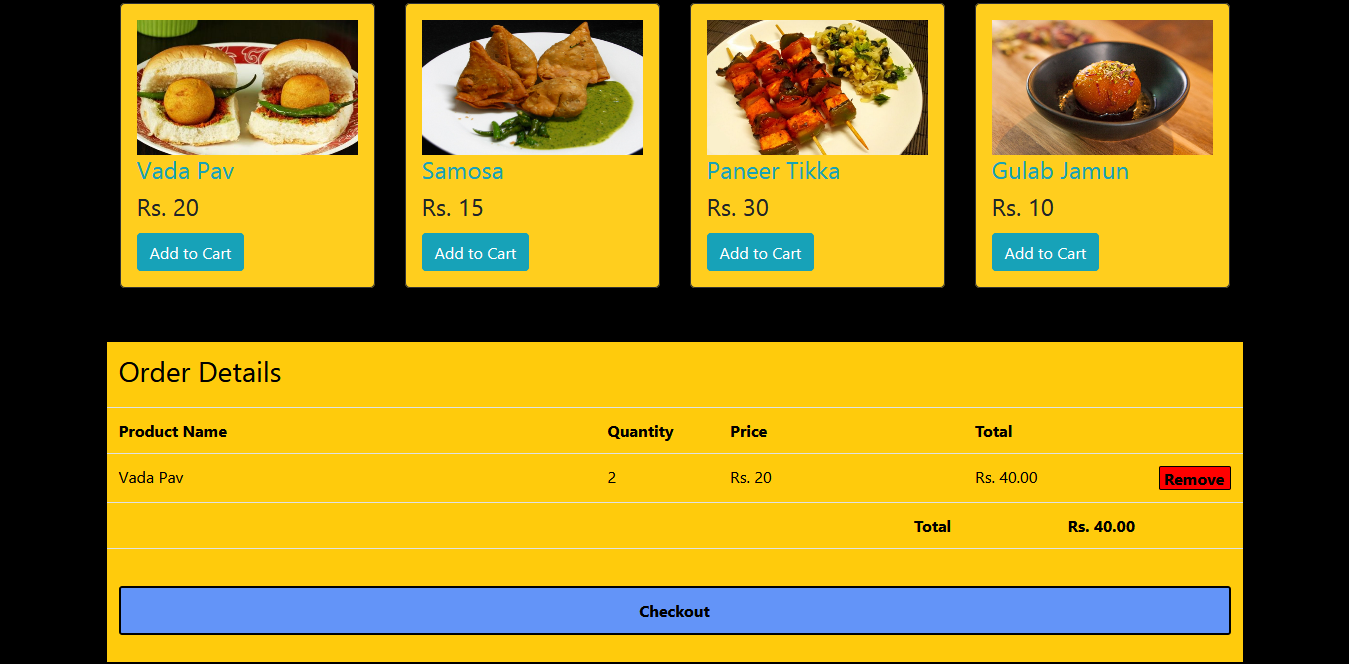 Vada Pav Samosa Paneer Tikka Gulab Jamun
Rs. 20 Rs. 15 Rs. 30 Rs. 10
Add to Cart Add to Cart Add to Cart Add to Cart
Order Details
Product Name Quantity Price Total
Vada Pav 2 Rs. 20 Rs. 40.00 Remove
Total Rs. 40.00
Checkout